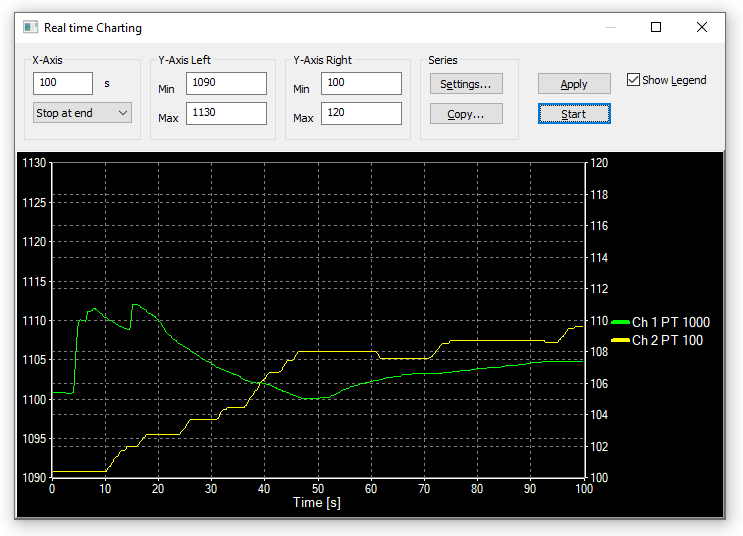 Real time Charting
X-Axis
100 s
Stop at end
Y-Axis Left
Min 1090
Max 1130
Y-Axis Right
Min 100
Max 120
Series
Settings...
Copy...
Apply
Start
Show Legend
1130
1125
1120
1115
1110
1105
1100
1095
1090
120
118
116
114
112
110
108
106
104
102
100
0 10 20 30 40 50 60 70 80 90 100
Time [s]
Ch 1 PT 1000
Ch 2 PT 100